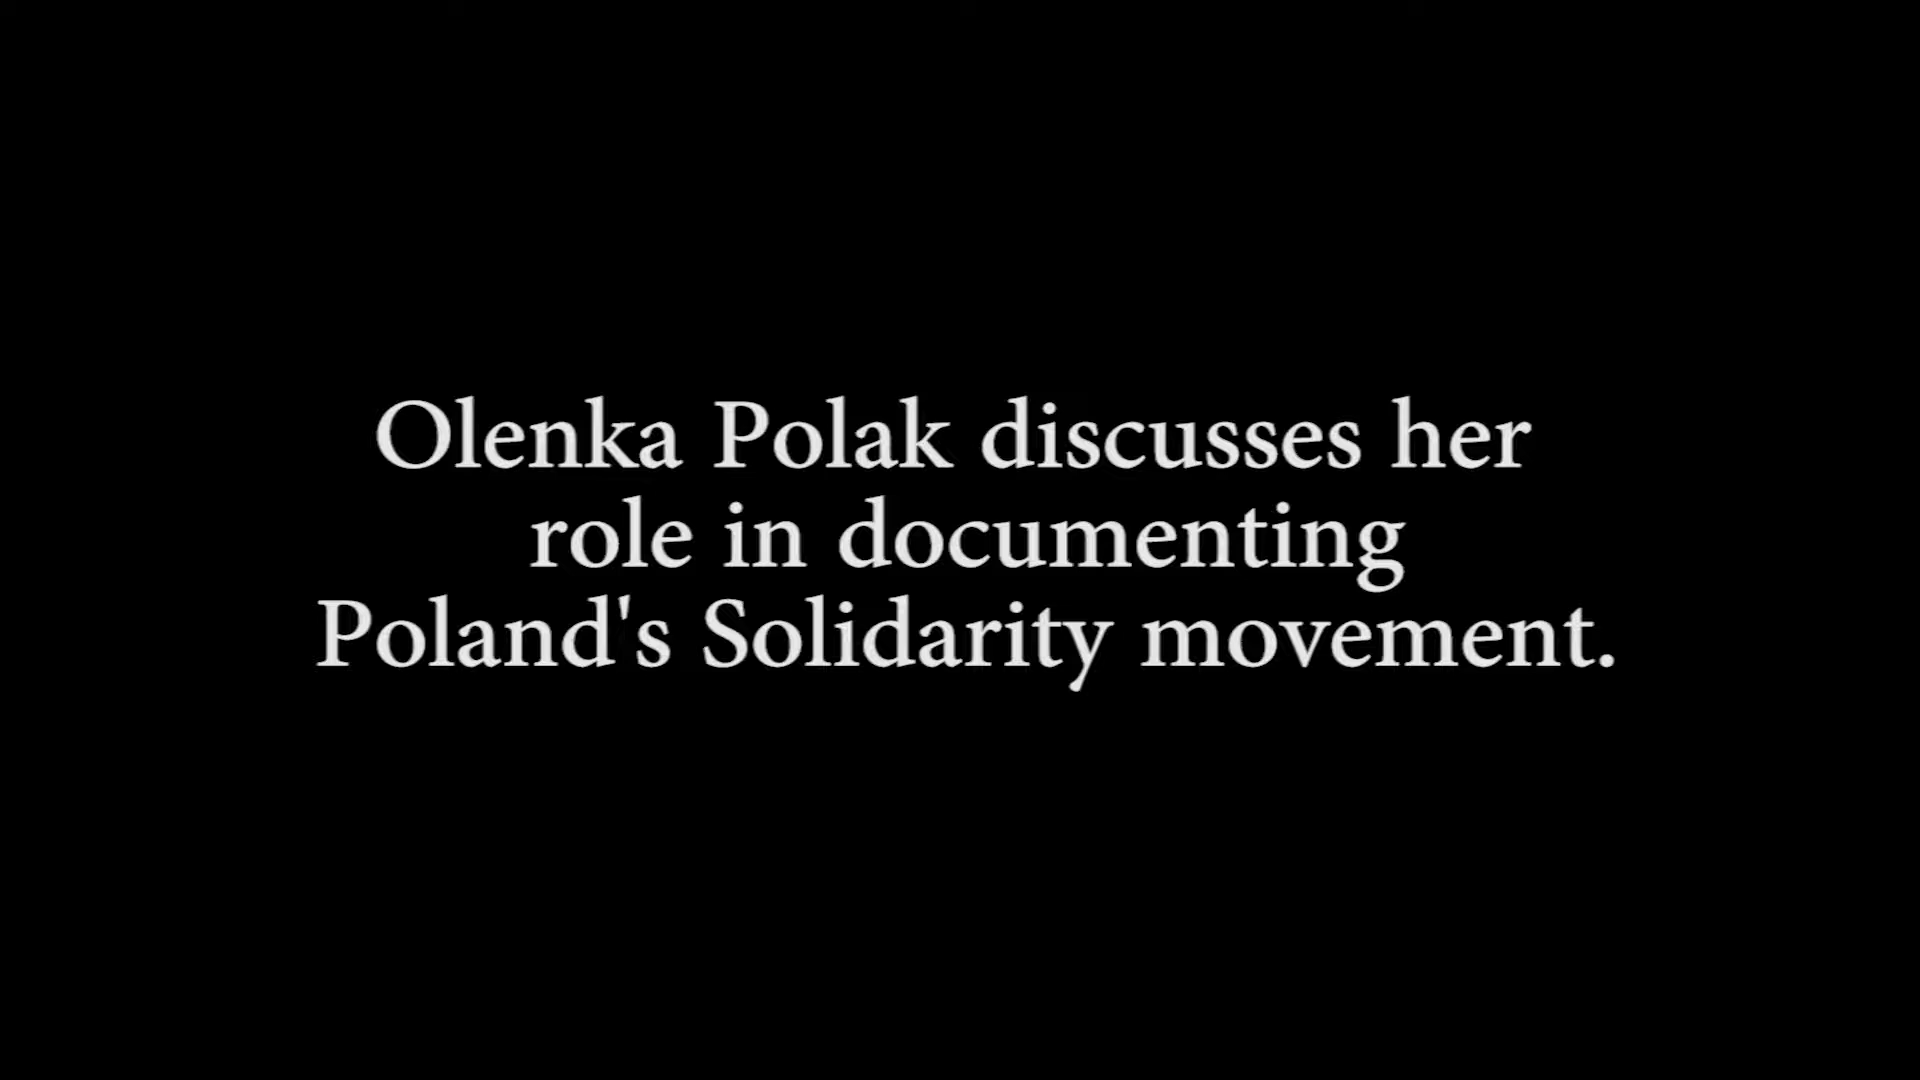 Olenka Polak discusses her
role in documenting
Poland's Solidarity movement.